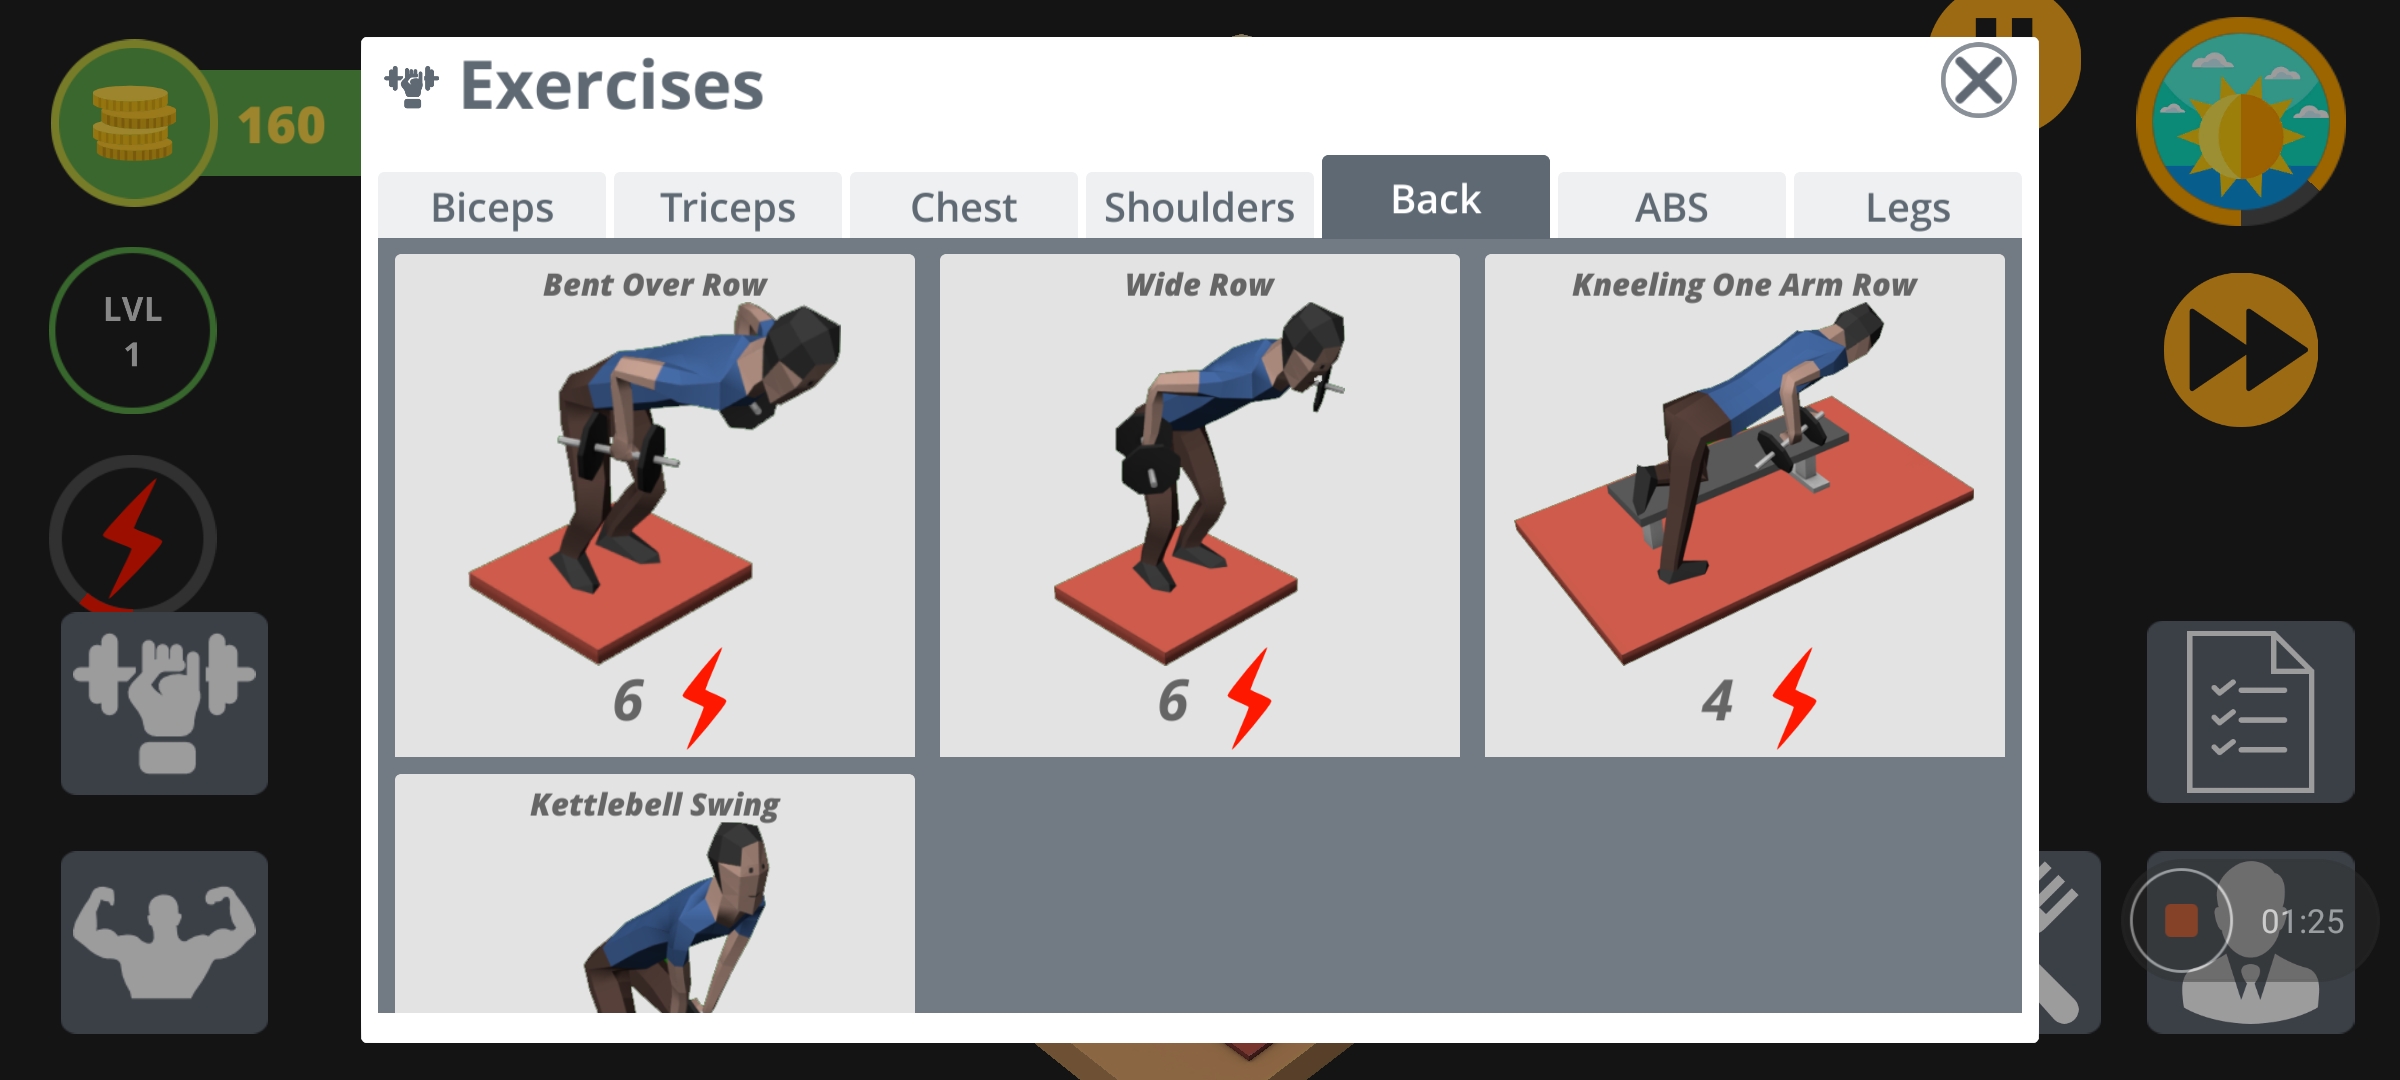 160
Exercises
Biceps
Triceps
Chest
Shoulders
Back
ABS
Legs
LVL
1
Bent Over Row
6
Wide Row
6
Kneeling One Arm Row
4
Kettlebell Swing
01:25